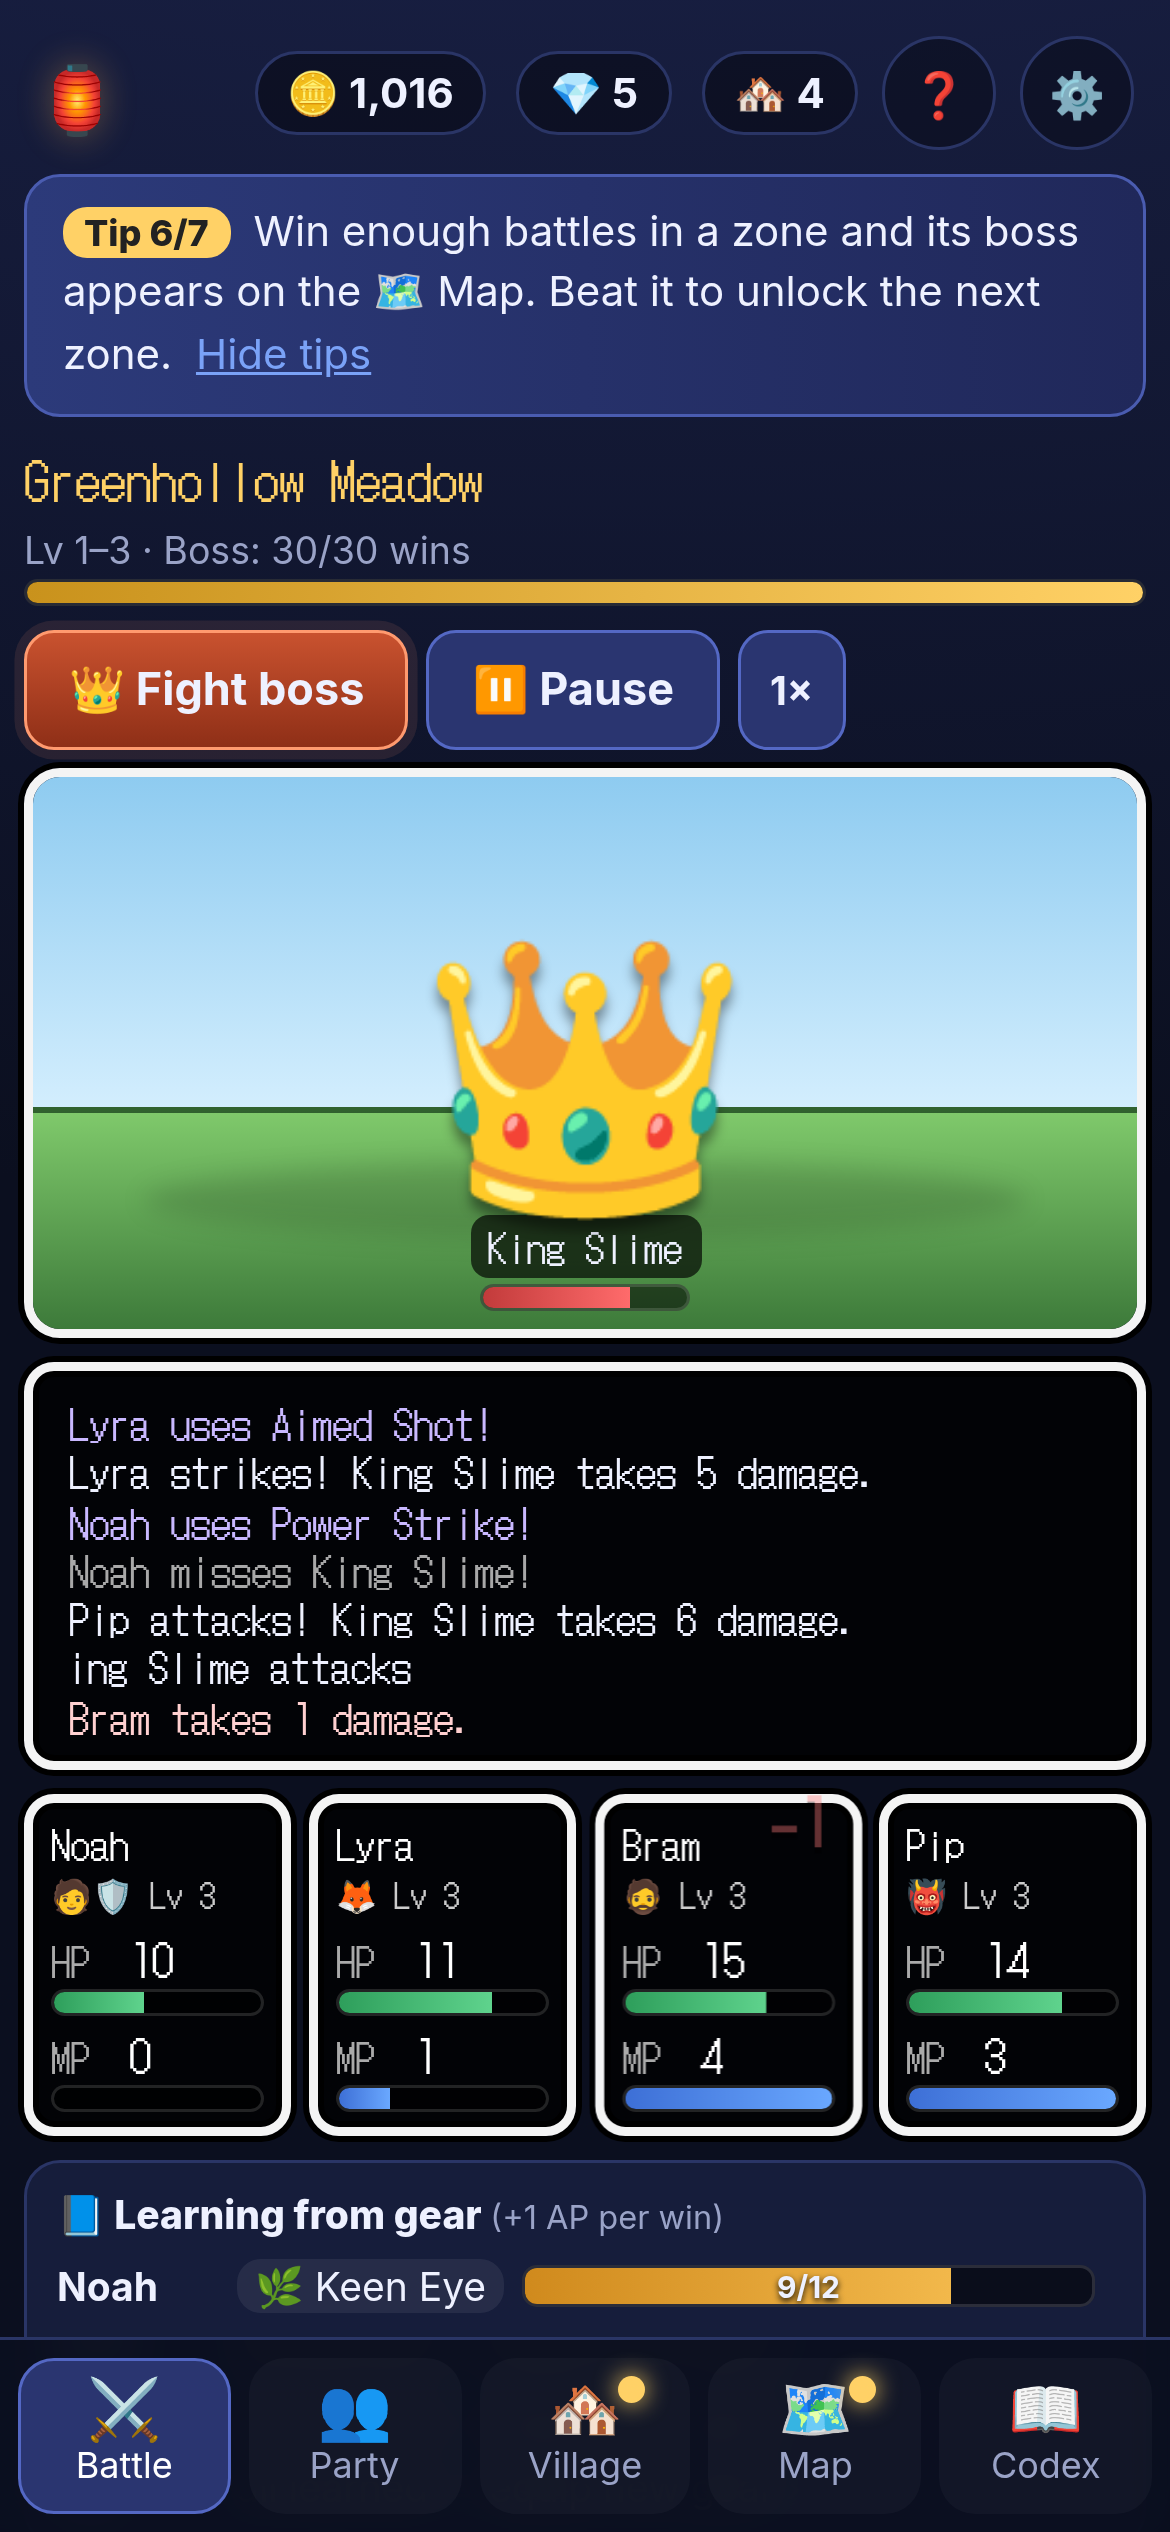 1,016
5
4
Tip 6/7 Win enough battles in a zone and its boss
appears on the Map. Beat it to unlock the next
zone. Hide tips
Greenhollow Meadow
Lv 1–3 · Boss: 30/30 wins
Fight boss
Pause
1×
King Slime
Lyra uses Aimed Shot!
Lyra strikes! King Slime takes 5 damage.
Noah uses Power Strike!
Noah misses King Slime!
Pip attacks! King Slime takes 6 damage.
ing Slime attacks
Bram takes 1 damage.
Noah
Lv 3
HP 10
MP 0
Lyra
Lv 3
HP 11
MP 1
Bram
-1
Lv 3
HP 15
MP 4
Pip
Lv 3
HP 14
MP 3
Learning from gear (+1 AP per win)
Noah Keen Eye 9/12
Battle
Party
Village
Map
Codex